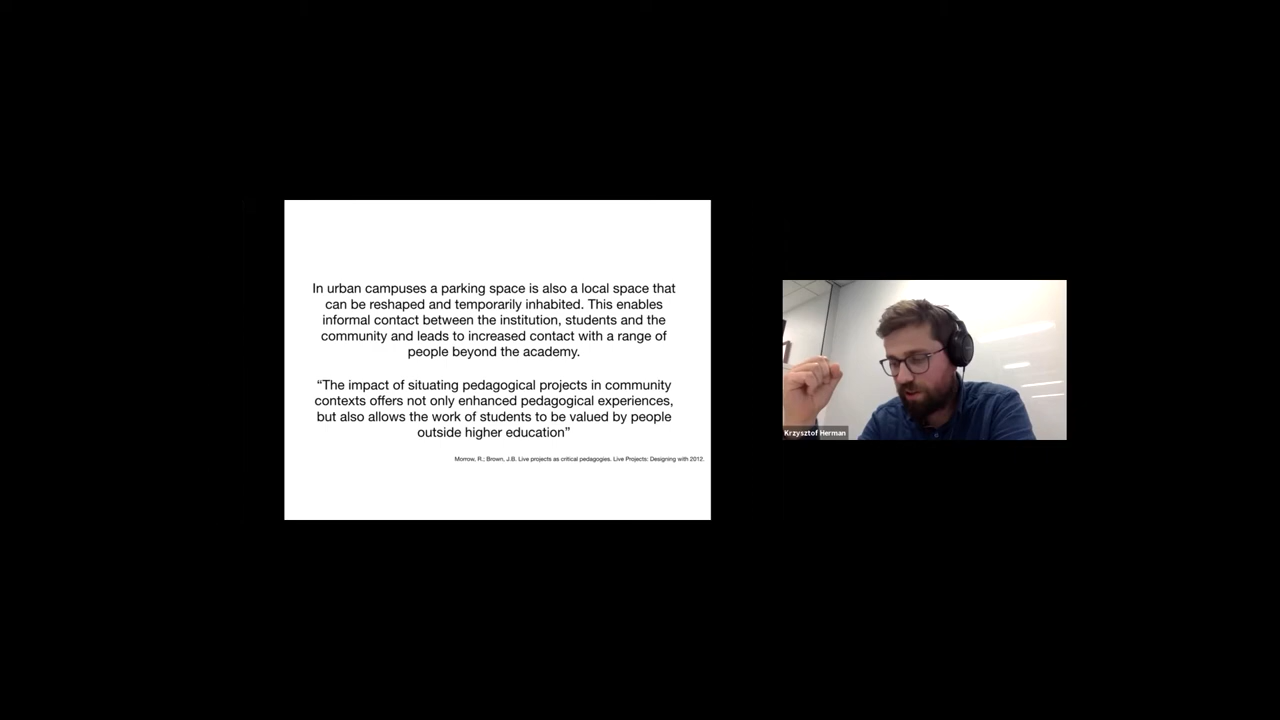 In urban campuses a parking space is also a local space that
can be reshaped and temporarily inhabited. This enables
informal contact between the institution, students and the
community and leads to increased contact with a range of
people beyond the academy.
“The impact of situating pedagogical projects in community
contexts offers not only enhanced pedagogical experiences,
but also allows the work of students to be valued by people
outside higher education”
Morrow, R.; Brown, J.B. Live projects as critical pedagogies. Live Projects: Designing with 2012.
Krzysztof Herman